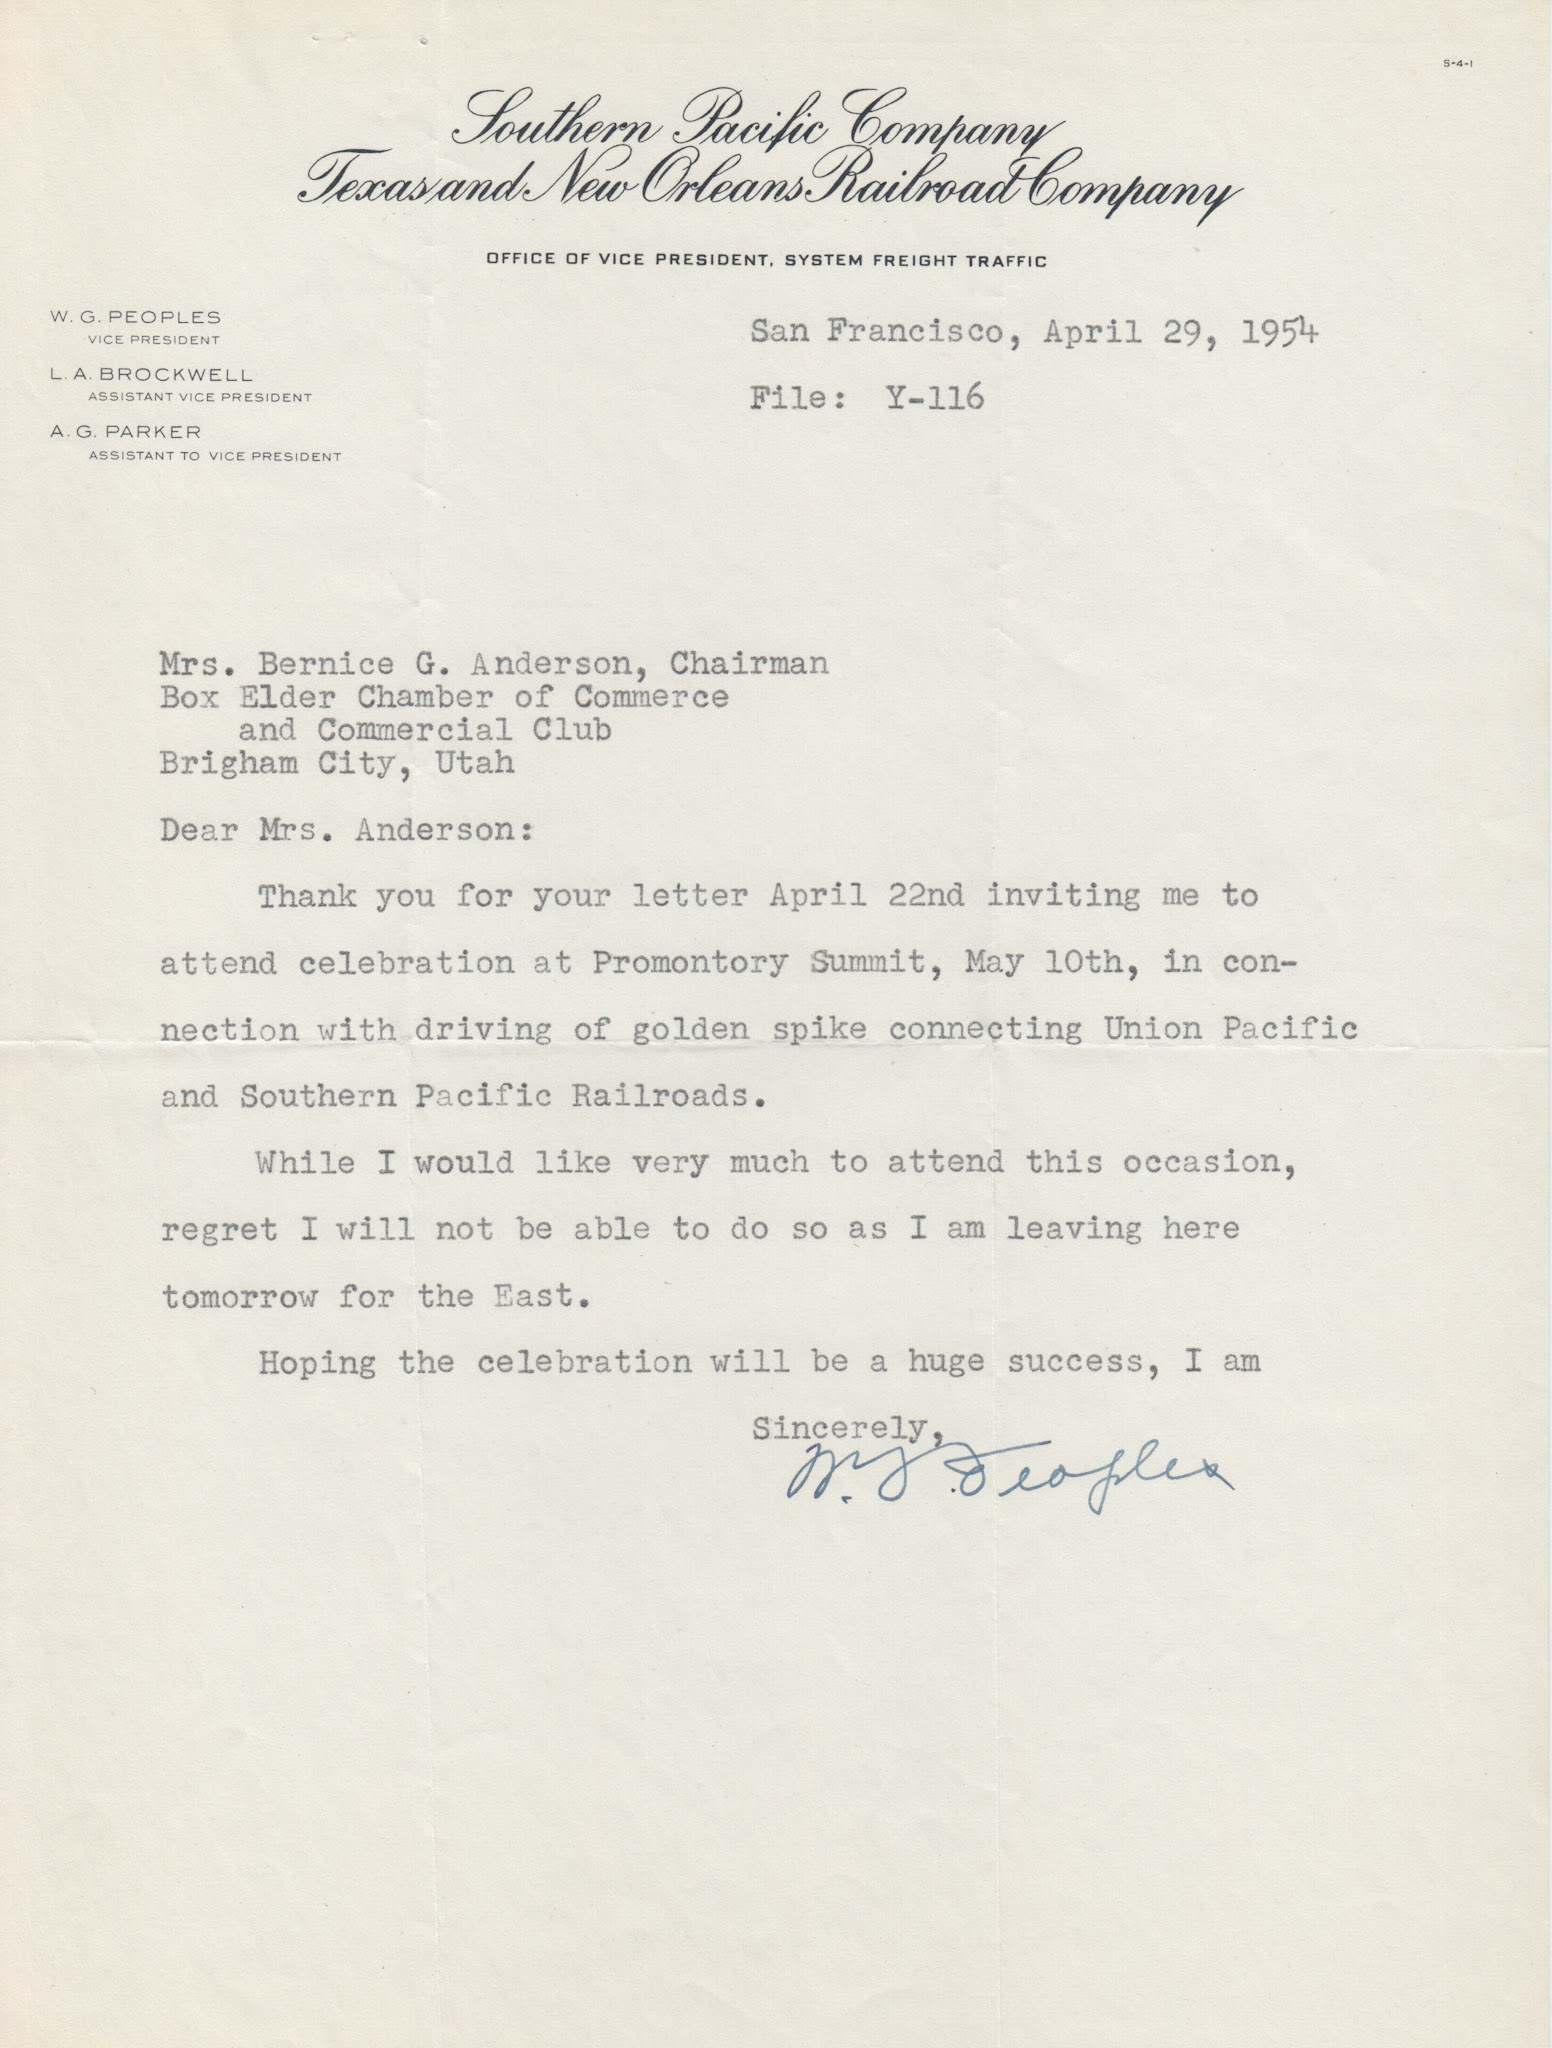 S-4-1
Southern Pacific Company
Texas and New Orleans Railroad Company
OFFICE OF VICE PRESIDENT, SYSTEM FREIGHT TRAFFIC
W. G. PEOPLES
VICE PRESIDENT
L. A. BROCKWELL
ASSISTANT VICE PRESIDENT
A. G. PARKER
ASSISTANT TO VICE PRESIDENT
San Francisco, April 29, 1954
File: Y-116
Mrs. Bernice G. Anderson, Chairman
Box Elder Chamber of Commerce
and Commercial Club
Brigham City, Utah
Dear Mrs. Anderson:
Thank you for your letter April 22nd inviting me to
attend celebration at Promontory Summit, May 10th, in con-
nection with driving of golden spike connecting Union Pacific
and Southern Pacific Railroads.
While I would like very much to attend this occasion,
regret I will not be able to do so as I am leaving here
tomorrow for the East.
Hoping the celebration will be a huge success, I am
Sincerely,
W. G. Peoples